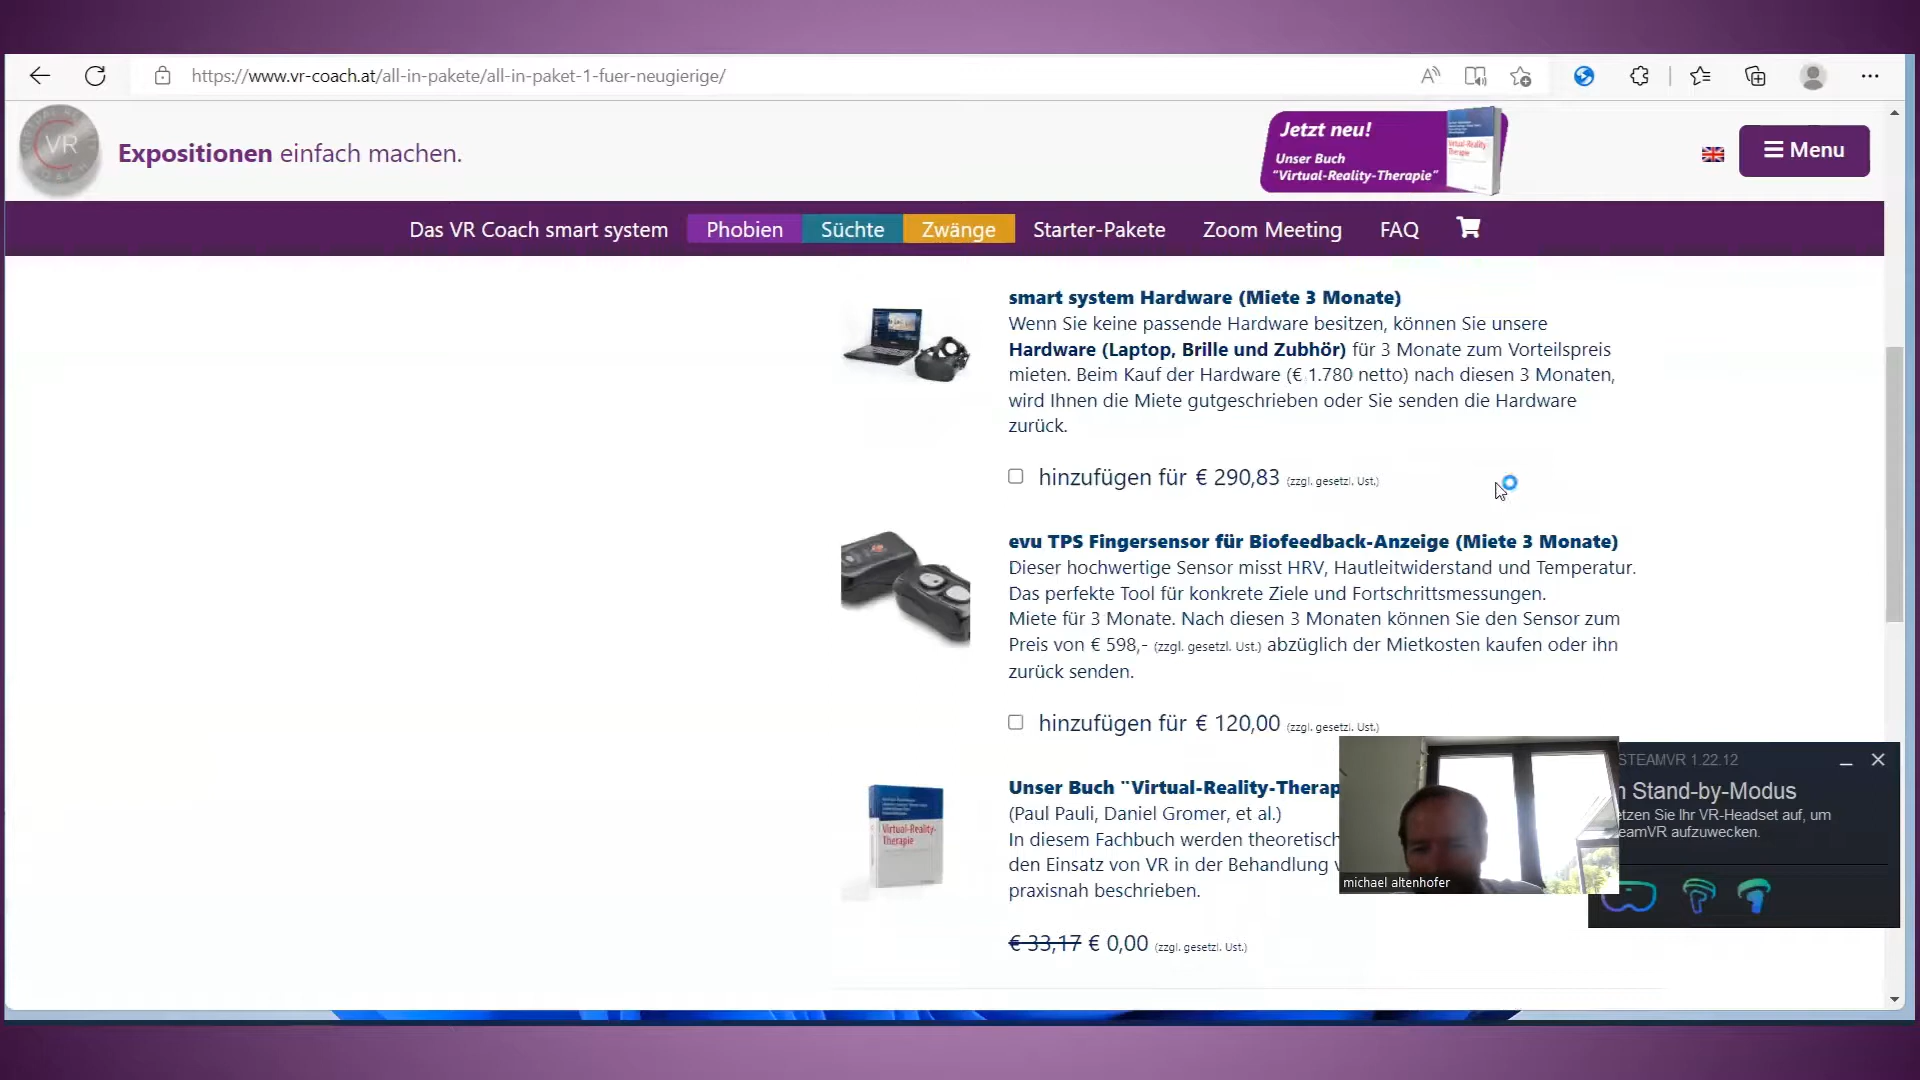 https://www.vr-coach.at/all-in-pakete/all-in-paket-1-fuer-neugierige/
VR
Expositionen einfach machen.
Jetzt neu!
Unser Buch
"Virtual-Reality-Therapie"
Menu
Das VR Coach smart system
Phobien
Süchte
Zwänge
Starter-Pakete
Zoom Meeting
FAQ
smart system Hardware (Miete 3 Monate)
Wenn Sie keine passende Hardware besitzen, können Sie unsere
Hardware (Laptop, Brille und Zubhör) für 3 Monate zum Vorteilspreis
mieten. Beim Kauf der Hardware (€ 1.780 netto) nach diesen 3 Monaten,
wird Ihnen die Miete gutgeschrieben oder Sie senden die Hardware
zurück.
hinzufügen für € 290,83 (zzgl. gesetzl. Ust.)
evu TPS Fingersensor für Biofeedback-Anzeige (Miete 3 Monate)
Dieser hochwertige Sensor misst HRV, Hautleitwiderstand und Temperatur.
Das perfekte Tool für konkrete Ziele und Fortschrittsmessungen.
Miete für 3 Monate. Nach diesen 3 Monaten können Sie den Sensor zum
Preis von € 598,- (zzgl. gesetzl. Ust.) abzüglich der Mietkosten kaufen oder ihn
zurück senden.
hinzufügen für € 120,00 (zzgl. gesetzl. Ust.)
Unser Buch ¨Virtual-Reality-Therap
(Paul Pauli, Daniel Gromer, et al.)
In diesem Fachbuch werden theoretisch
den Einsatz von VR in der Behandlung
praxisnah beschrieben.
€ 33,17 € 0,00 (zzgl. gesetzl. Ust.)
Virtual-Reality-
Therapie
michael altenhofer
STEAMVR 1.22.12
n Stand-by-Modus
etzen Sie Ihr VR-Headset auf, um
eamVR aufzuwecken.